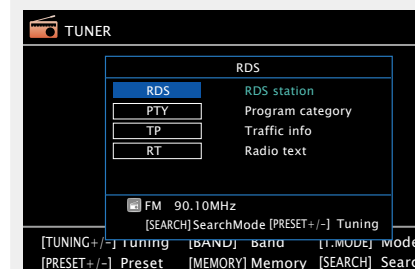 TUNER
RDS
RDS RDS station
PTY Program category
TP Traffic info
RT Radio text
FM 90.10MHz
[SEARCH] SearchMode [PRESET+/-] Tuning
[TUNING+/-] Tuning [BAND] Band [T.MODE] Mode
[PRESET+/-] Preset [MEMORY] Memory [SEARCH]